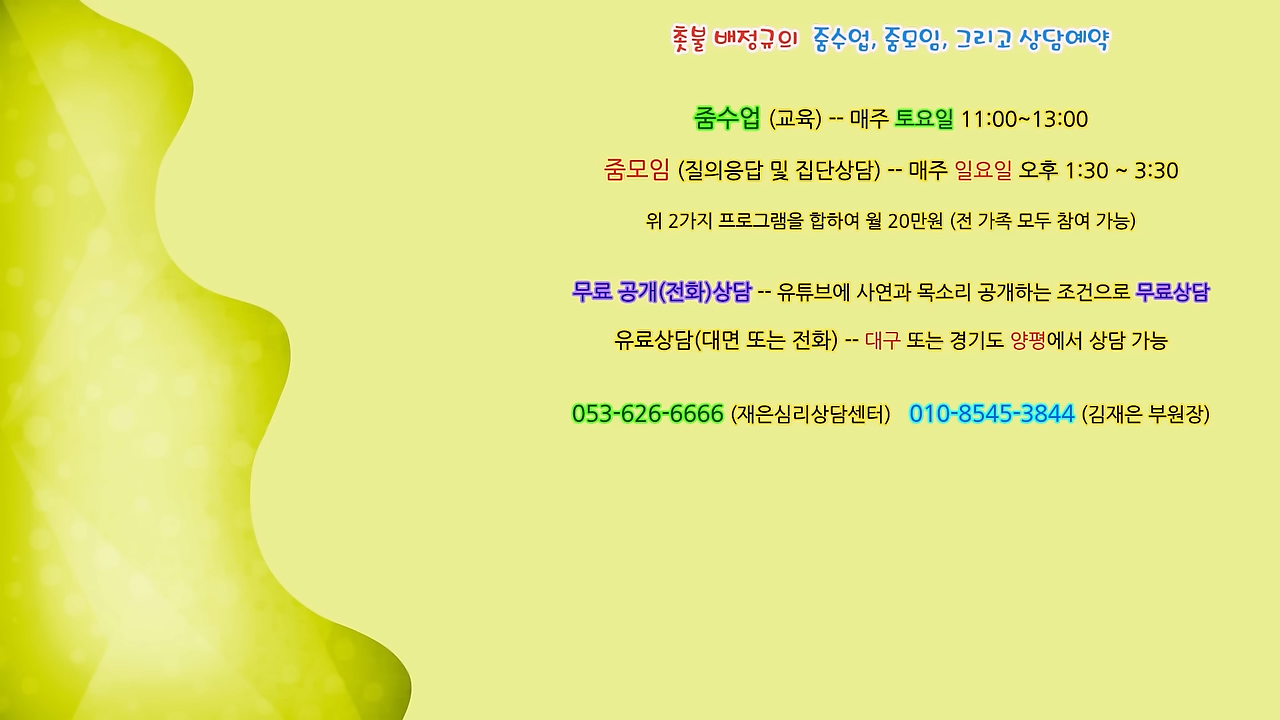 촛불 배정규의 줌수업, 줌모임, 그리고 상담예약
줌수업 (교육) -- 매주 토요일 11:00~13:00
줌모임 (질의응답 및 집단상담) -- 매주 일요일 오후 1:30 ~ 3:30
위 2가지 프로그램을 합하여 월 20만원 (전 가족 모두 참여 가능)
무료 공개(전화)상담 -- 유튜브에 사연과 목소리 공개하는 조건으로 무료상담
유료상담(대면 또는 전화) -- 대구 또는 경기도 양평에서 상담 가능
053-626-6666 (재은심리상담센터) 010-8545-3844 (김재은 부원장)